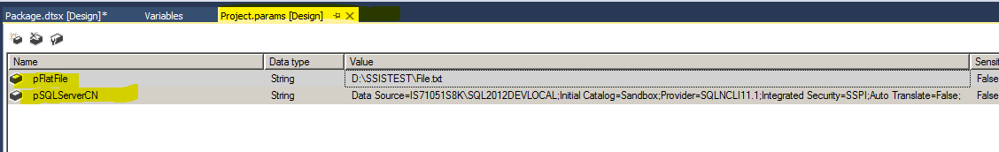 Package.dtsx [Design]* Variables Project.params [Design]
Name Data type Value Sensiti
pFlatFile String D:\SSISTEST\File.txt False
pSQLServerCN String Data Source=IS71051S8K\SQL2012DEVLOCAL;Initial Catalog=Sandbox;Provider=SQLNCLI11.1;Integrated Security=SSPI;Auto Translate=False; False